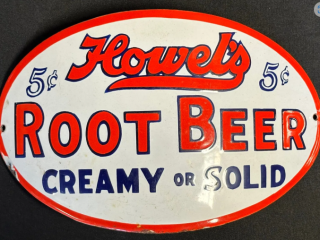 Howel's
5¢ 5¢
ROOT BEER
CREAMY OR SOLID